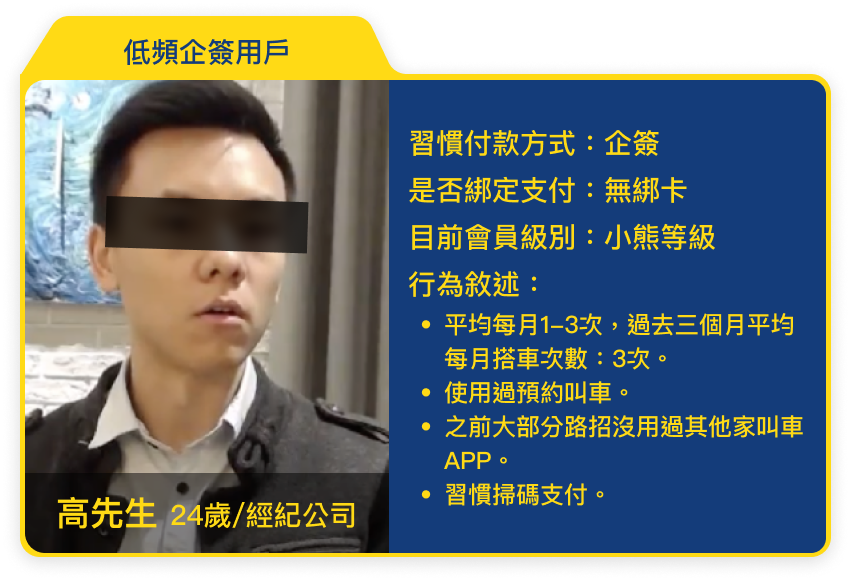 低頻企簽用戶
習慣付款方式：企簽
是否綁定支付：無綁卡
目前會員級別：小熊等級
行為敘述：
• 平均每月1-3次，過去三個月平均
每月搭車次數：3次。
• 使用過預約叫車。
• 之前大部分路招沒用過其他家叫車
APP。
• 習慣掃碼支付。
高先生 24歲/經紀公司